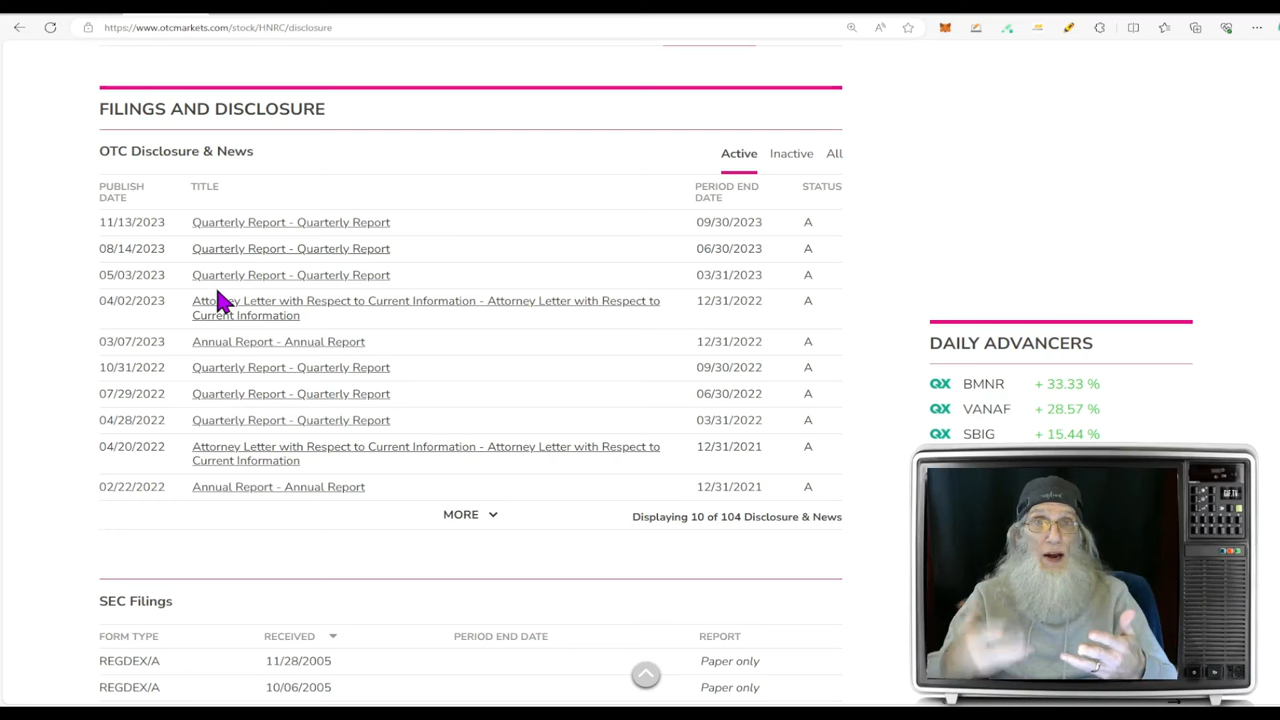 https://www.otcmarkets.com/stock/HNRC/disclosure
FILINGS AND DISCLOSURE
OTC Disclosure & News
Active Inactive All
PUBLISH DATE TITLE PERIOD END DATE STATUS
11/13/2023 Quarterly Report - Quarterly Report 09/30/2023 A
08/14/2023 Quarterly Report - Quarterly Report 06/30/2023 A
05/03/2023 Quarterly Report - Quarterly Report 03/31/2023 A
04/02/2023 Attorney Letter with Respect to Current Information - Attorney Letter with Respect to 12/31/2022 A
Current Information
03/07/2023 Annual Report - Annual Report 12/31/2022 A
10/31/2022 Quarterly Report - Quarterly Report 09/30/2022 A
07/29/2022 Quarterly Report - Quarterly Report 06/30/2022 A
04/28/2022 Quarterly Report - Quarterly Report 03/31/2022 A
04/20/2022 Attorney Letter with Respect to Current Information - Attorney Letter with Respect to 12/31/2021 A
Current Information
02/22/2022 Annual Report - Annual Report 12/31/2021 A
MORE Displaying 10 of 104 Disclosure & News
SEC Filings
FORM TYPE RECEIVED PERIOD END DATE REPORT
REGDEX/A 11/28/2005 Paper only
REGDEX/A 10/06/2005 Paper only
DAILY ADVANCERS
QX BMNR + 33.33 %
QX VANAF + 28.57 %
QX SBIG + 15.44 %
GIF.TV